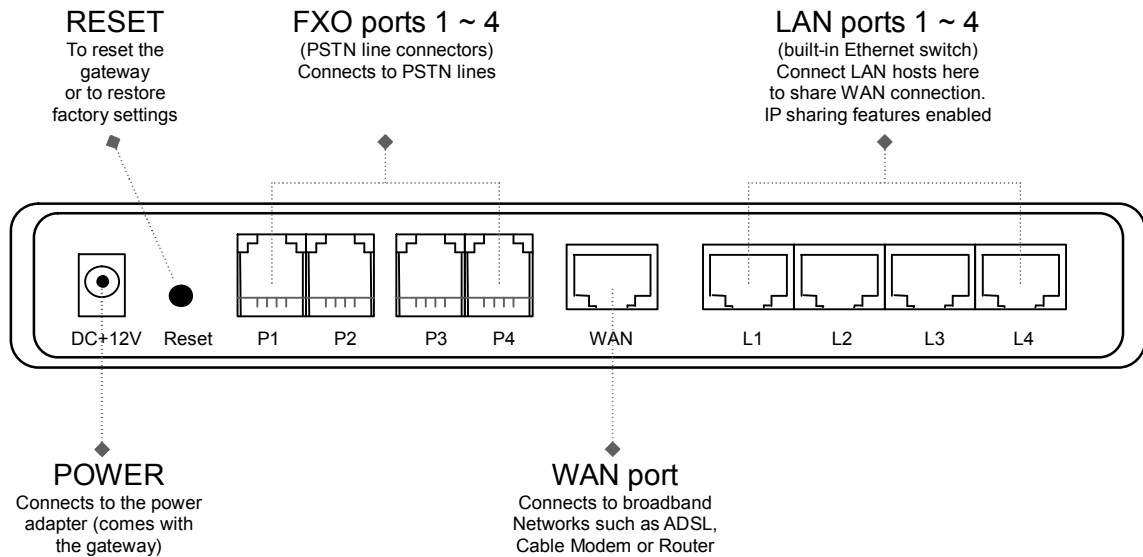 RESET
To reset the
gateway
or to restore
factory settings
FXO ports 1 ~ 4
(PSTN line connectors)
Connects to PSTN lines
LAN ports 1 ~ 4
(built-in Ethernet switch)
Connect LAN hosts here
to share WAN connection.
IP sharing features enabled
DC+12V Reset P1 P2 P3 P4 WAN L1 L2 L3 L4
POWER
Connects to the power
adapter (comes with
the gateway)
WAN port
Connects to broadband
Networks such as ADSL,
Cable Modem or Router